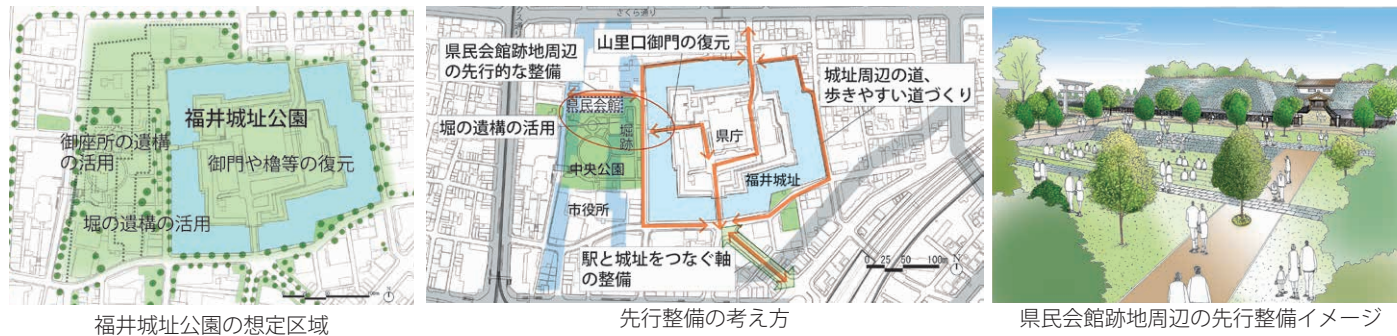 福井城址公園
御座所の遺構
の活用
御門や櫓等の復元
堀の遺構の活用
福井城址公園の想定区域
さくら通り
県民会館跡地周辺
の先行的な整備
山里口御門の復元
城址周辺の道、
歩きやすい道づくり
県民会館
堀の遺構の活用
堀跡
県庁
中央公園
福井城址
市役所
駅と城址をつなぐ軸
の整備
0 25 50 100m
先行整備の考え方
県民会館跡地周辺の先行整備イメージ